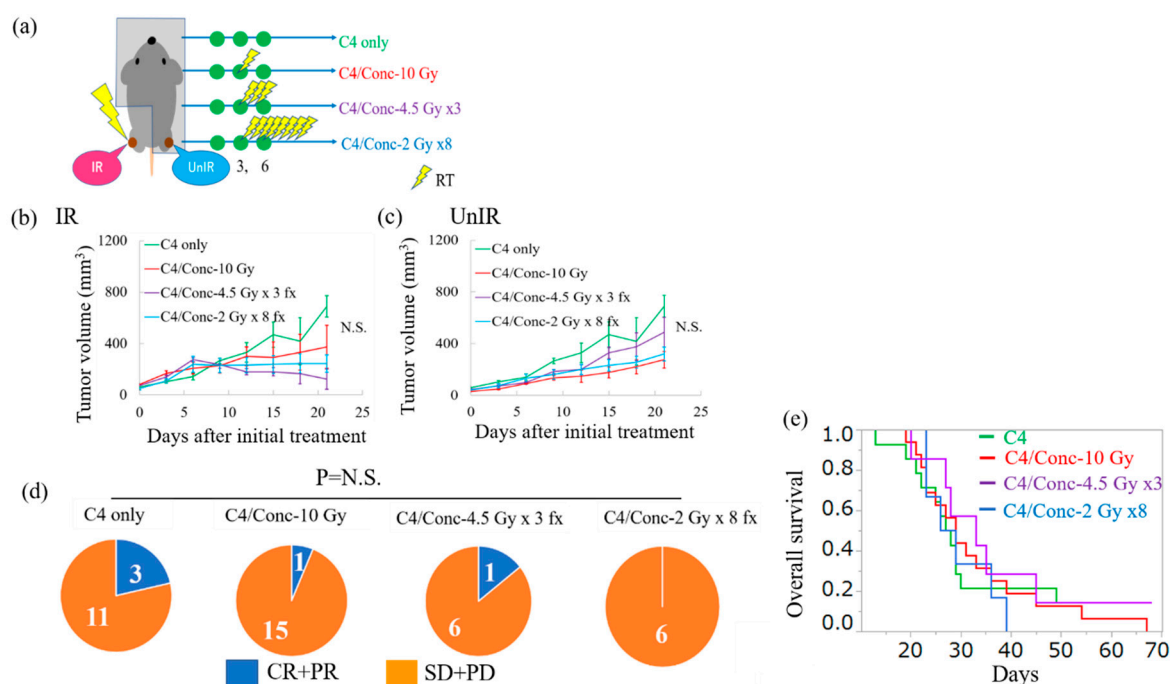 (a)
C4 only
C4/Conc-10 Gy
C4/Conc-4.5 Gy x3
C4/Conc-2 Gy x8
IR
UnIR
3, 6
RT
(b) IR
1200
800
400
0
Tumor volume (mm³)
C4 only
C4/Conc-10 Gy
C4/Conc-4.5 Gy x 3 fx
C4/Conc-2 Gy x 8 fx
N.S.
0 5 10 15 20 25
Days after initial treatment
(c) UnIR
1200
800
400
0
Tumor volume (mm³)
C4 only
C4/Conc-10 Gy
C4/Conc-4.5 Gy x 3 fx
C4/Conc-2 Gy x 8 fx
N.S.
0 5 10 15 20 25
Days after initial treatment
(d)
P=N.S.
C4 only
C4/Conc-10 Gy
C4/Conc-4.5 Gy x 3 fx
C4/Conc-2 Gy x 8 fx
3
11
1
15
1
6
6
CR+PR
SD+PD
(e)
1.0
0.8
0.6
0.4
0.2
0.0
Overall survival
C4
C4/Conc-10 Gy
C4/Conc-4.5 Gy x3
C4/Conc-2 Gy x8
20 30 40 50 60 70
Days